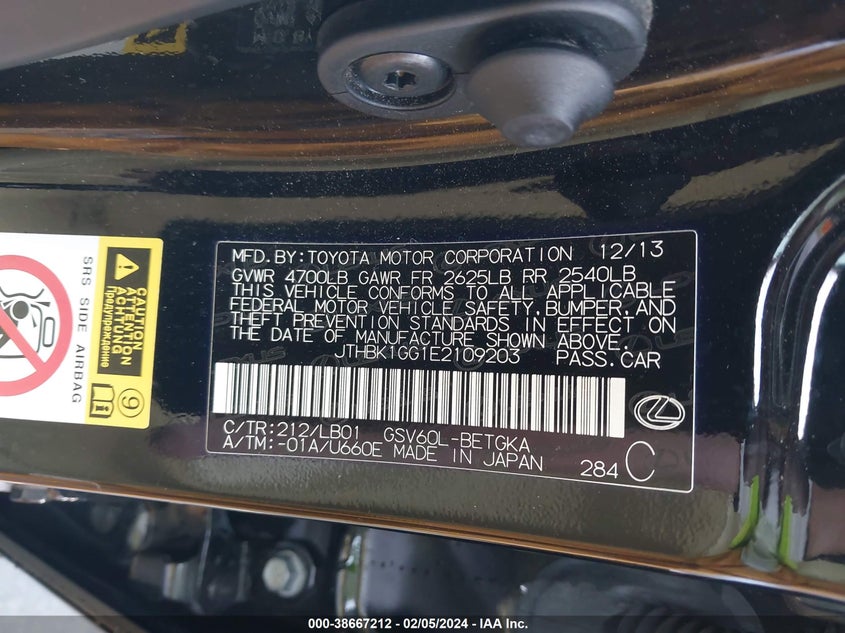 MFD.BY:TOYOTA MOTOR CORPORATION 12/13
GVWR 4700LB GAWR FR 2625LB RR 2540LB
THIS VEHICLE CONFORMS TO ALL APPLICABLE
FEDERAL MOTOR VEHICLE SAFETY,BUMPER,AND
THEFT PREVENTION STANDARDS IN EFFECT ON
THE DATE OF MANUFACTURE SHOWN ABOVE.
JTHBK1GG1E2109203 PASS.CAR
C/TR:212/LB01 GSV60L-BETGKA
A/TM:-01A/U660E MADE IN JAPAN 284 C
SRS SIDE AIRBAG
CAUTION
ATTENTION
ACHTUNG
Предупреждение
9
000-38667212 - 02/05/2024 - IAA Inc.